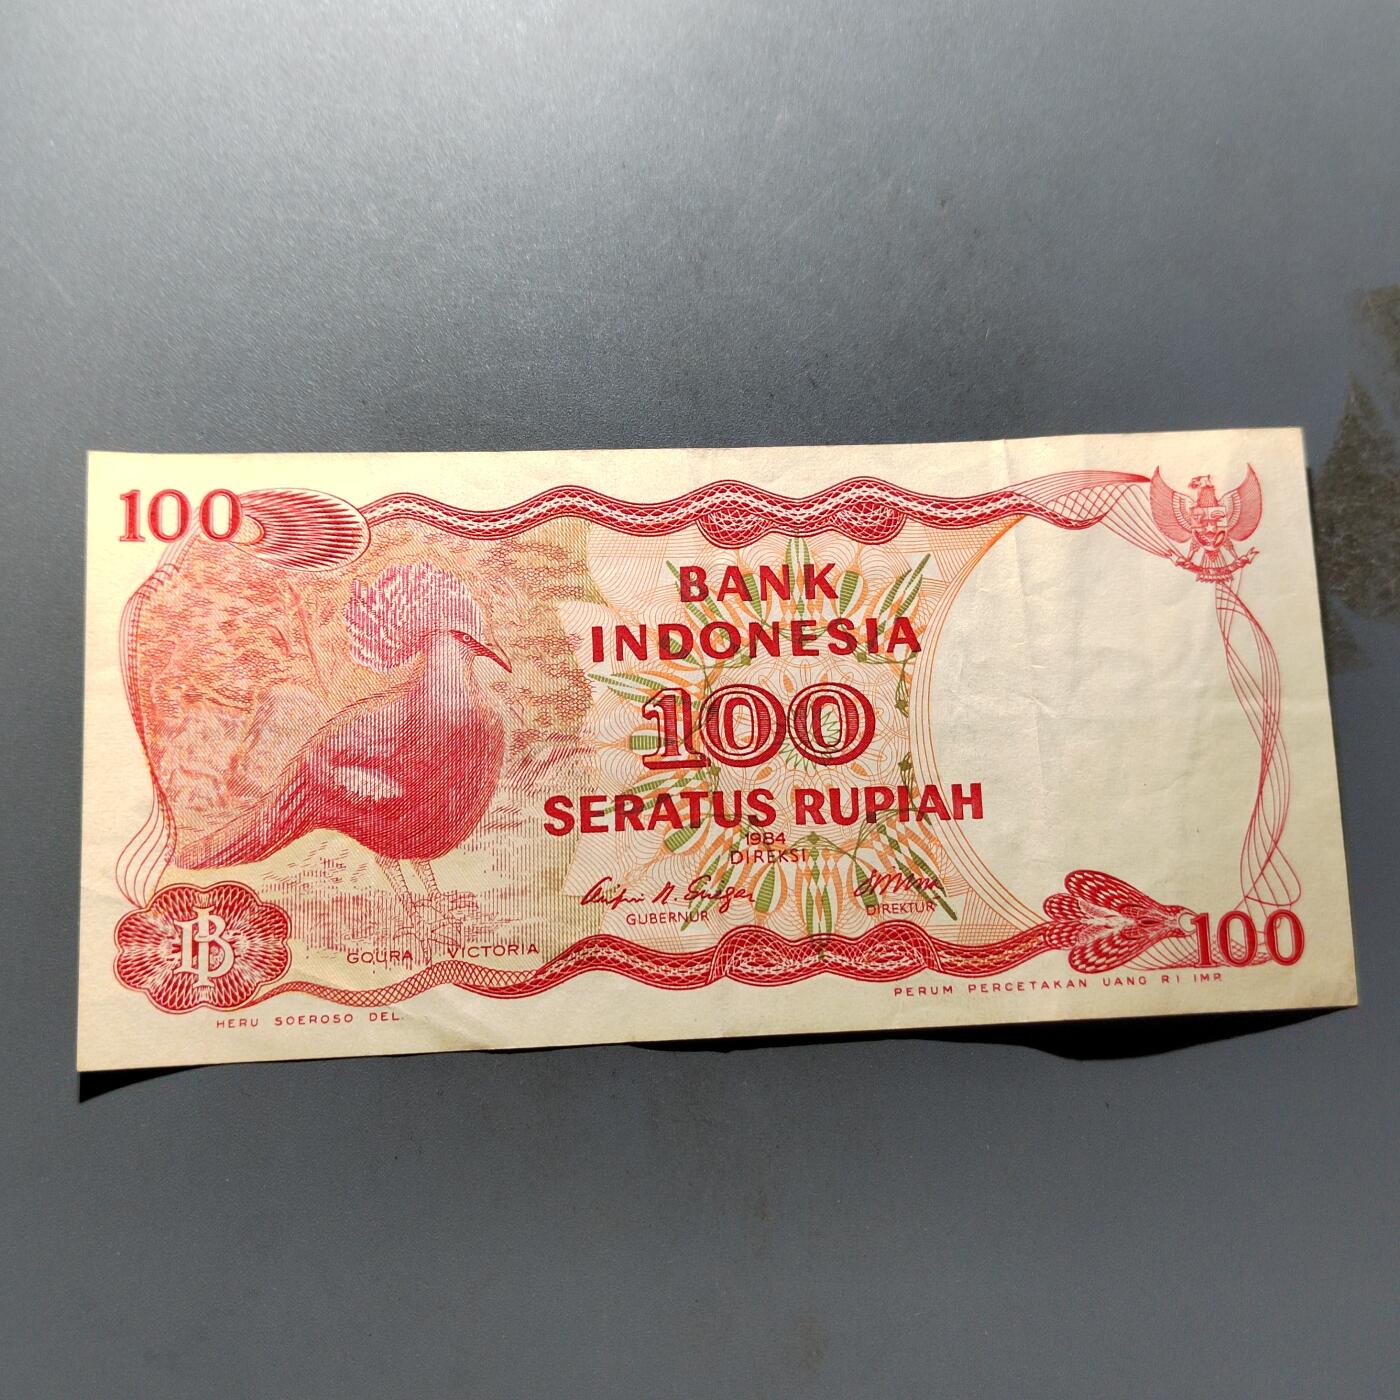 100
BANK
INDONESIA
100
SERATUS RUPIAH
1984
DIREKSI
GUBERNUR
DIREKTUR
GOURA VICTORIA
100
PERUM PERCETAKAN UANG RI IMP.
HERU SOEROSO DEL.